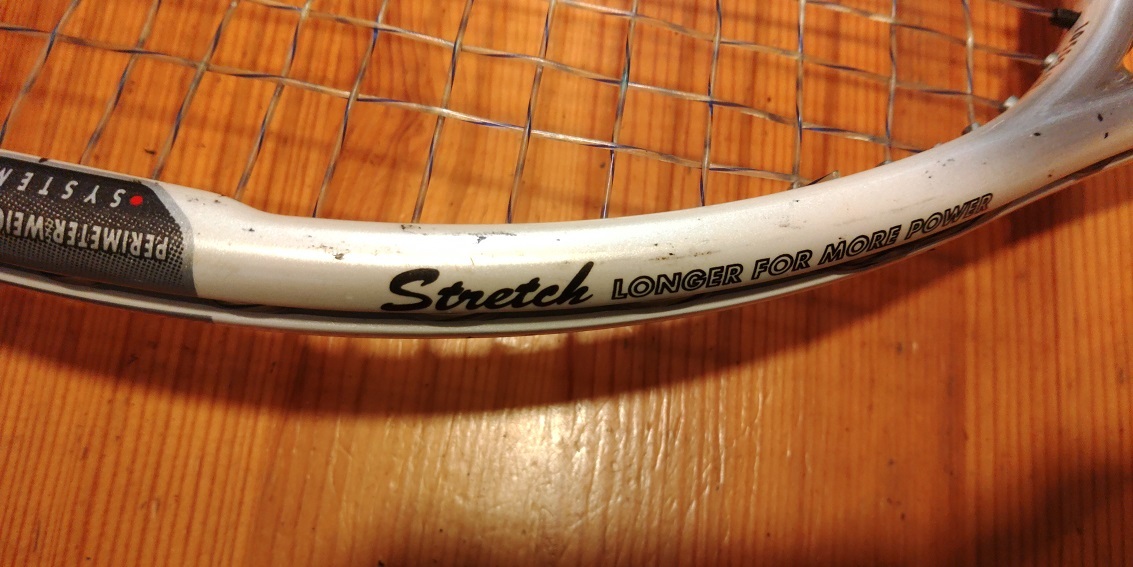 Stretch LONGER FOR MORE POWER
PERIMETER WEIG
SYSTEM